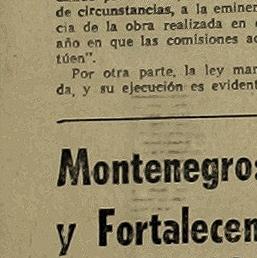 de circunstancias, a la eminen
cia de la obra realizada en
año en que las comisiones ac
túen".
Por otra parte, la ley man
da, y su ejecución es evident
Montenegro:
y Fortalecen